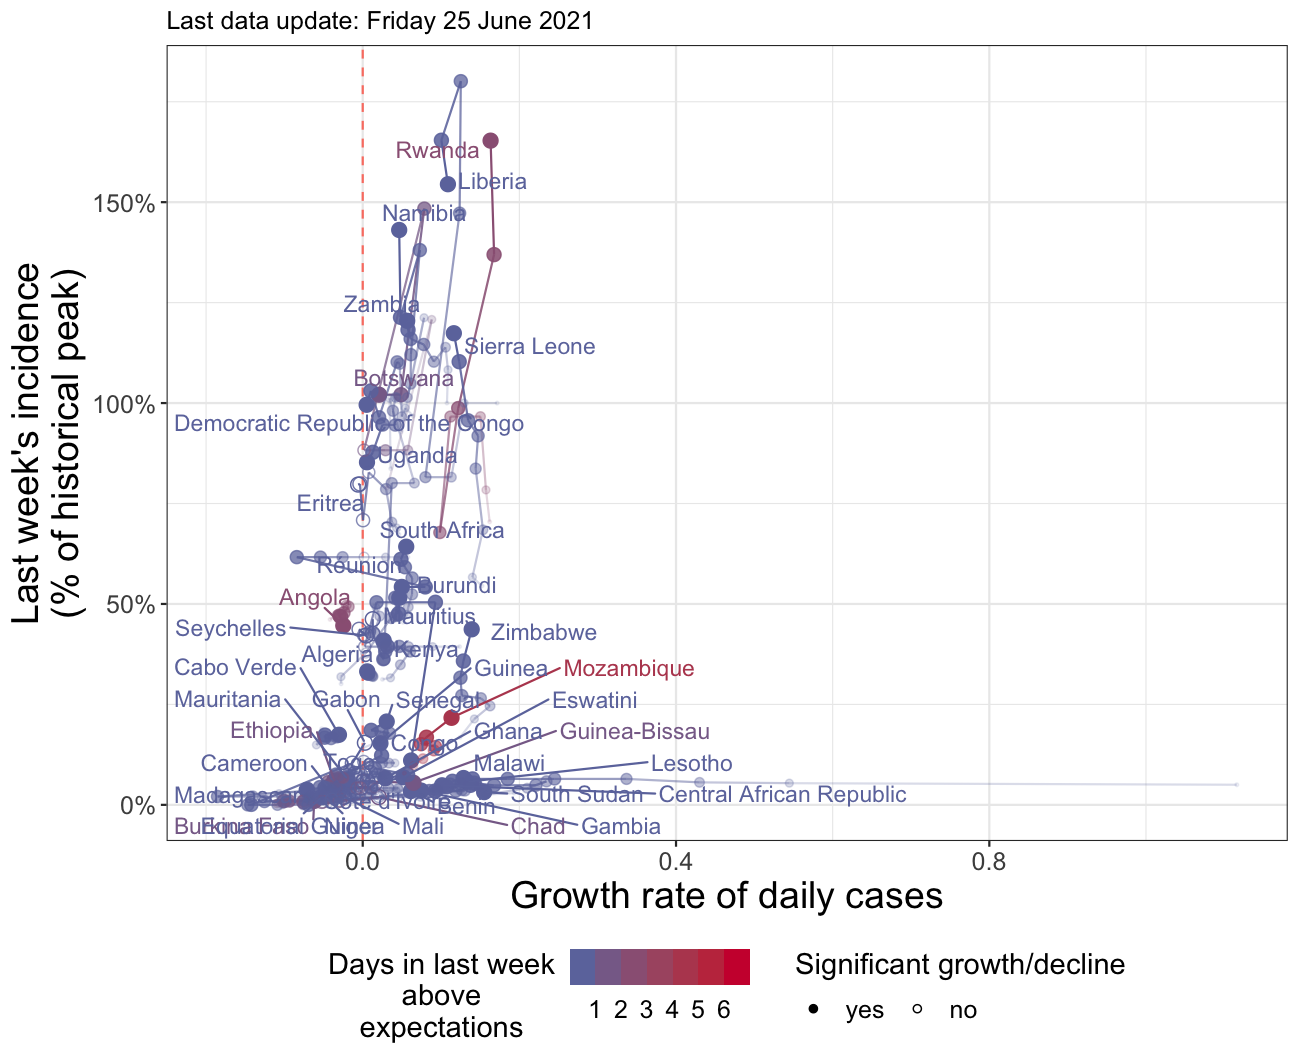 Last data update: Friday 25 June 2021
Last week's incidence
(% of historical peak)
150%
100%
50%
0%
Rwanda
Liberia
Namibia
Zambia
Sierra Leone
Botswana
Democratic Republic of the Congo
Uganda
Eritrea
South Africa
Réunion
Burundi
Angola
Mauritius
Seychelles
Zimbabwe
Algeria
Kenya
Cabo Verde
Guinea
Mozambique
Mauritania
Gabon
Senegal
Eswatini
Ethiopia
Congo
Ghana
Guinea-Bissau
Cameroon
Togo
Malawi
Lesotho
Madagascar
Côte d'Ivoire
Benin
South Sudan
Central African Republic
Burkina Faso
Equatorial Guinea
Niger
Mali
Chad
Gambia
0.0
0.4
0.8
Growth rate of daily cases
Days in last week
above
expectations
1 2 3 4 5 6
Significant growth/decline
yes
no